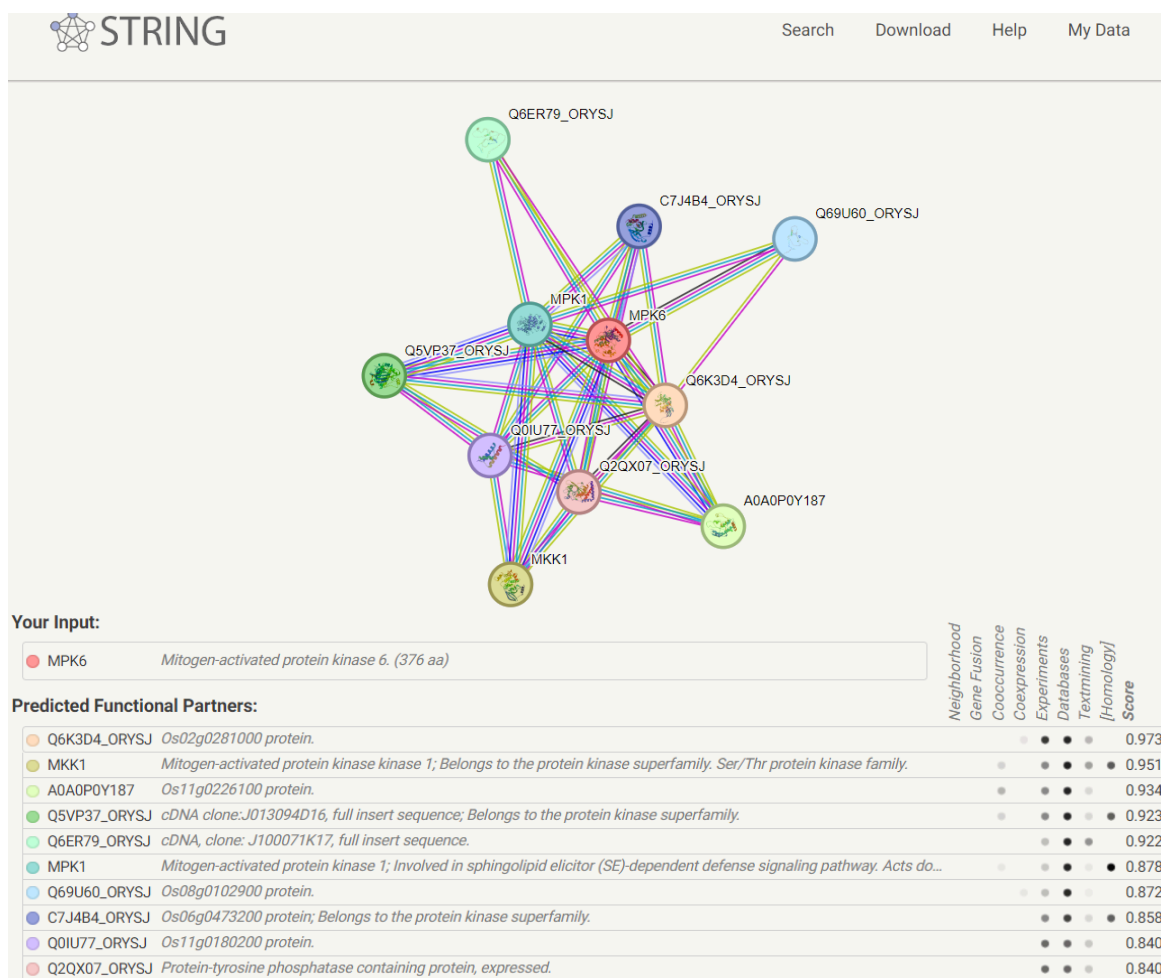 STRING
Search Download Help My Data
Q6ER79_ORYSJ
C7J4B4_ORYSJ
Q69U60_ORYSJ
MPK1
MPK6
Q5VP37_ORYSJ
Q6K3D4_ORYSJ
Q0IU77_ORYSJ
Q2QX07_ORYSJ
A0A0P0Y187
MKK1
Your Input:
MPK6 Mitogen-activated protein kinase 6. (376 aa)
Neighborhood
Gene Fusion
Cooccurrence
Coexpression
Experiments
Databases
Textmining
[Homology]
Score
Predicted Functional Partners:
Q6K3D4_ORYSJ Os02g0281000 protein. 0.973
MKK1 Mitogen-activated protein kinase kinase 1; Belongs to the protein kinase superfamily. Ser/Thr protein kinase family. 0.951
A0A0P0Y187 Os11g0226100 protein. 0.934
Q5VP37_ORYSJ cDNA clone:J013094D16, full insert sequence; Belongs to the protein kinase superfamily. 0.923
Q6ER79_ORYSJ cDNA, clone: J100071K17, full insert sequence. 0.922
MPK1 Mitogen-activated protein kinase 1; Involved in sphingolipid elicitor (SE)-dependent defense signaling pathway. Acts do... 0.878
Q69U60_ORYSJ Os08g0102900 protein. 0.872
C7J4B4_ORYSJ Os06g0473200 protein; Belongs to the protein kinase superfamily. 0.858
Q0IU77_ORYSJ Os11g0180200 protein. 0.840
Q2QX07_ORYSJ Protein-tyrosine phosphatase containing protein, expressed. 0.840